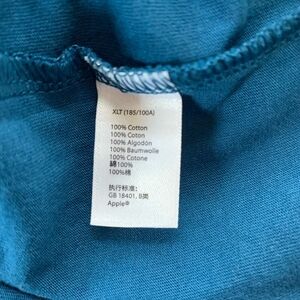 XLT (185/100A)
100% Cotton
100% Coton
100% Algodón
100% Baumwolle
100% Cotone
綿100%
100%棉
执行标准:
GB 18401, B类
Apple®